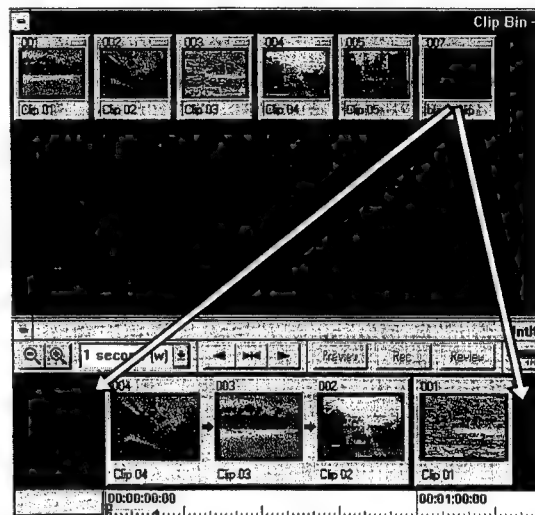 Clip Bin -
001 002 003 004 005 007
Clip 01 Clip 02 Clip 03 Clip 04 Clip 05
1 second [w] Preview Rec Review
004 003 002 001
Clip 04 Clip 03 Clip 02 Clip 01
00:00:00:00 00:01:00:00